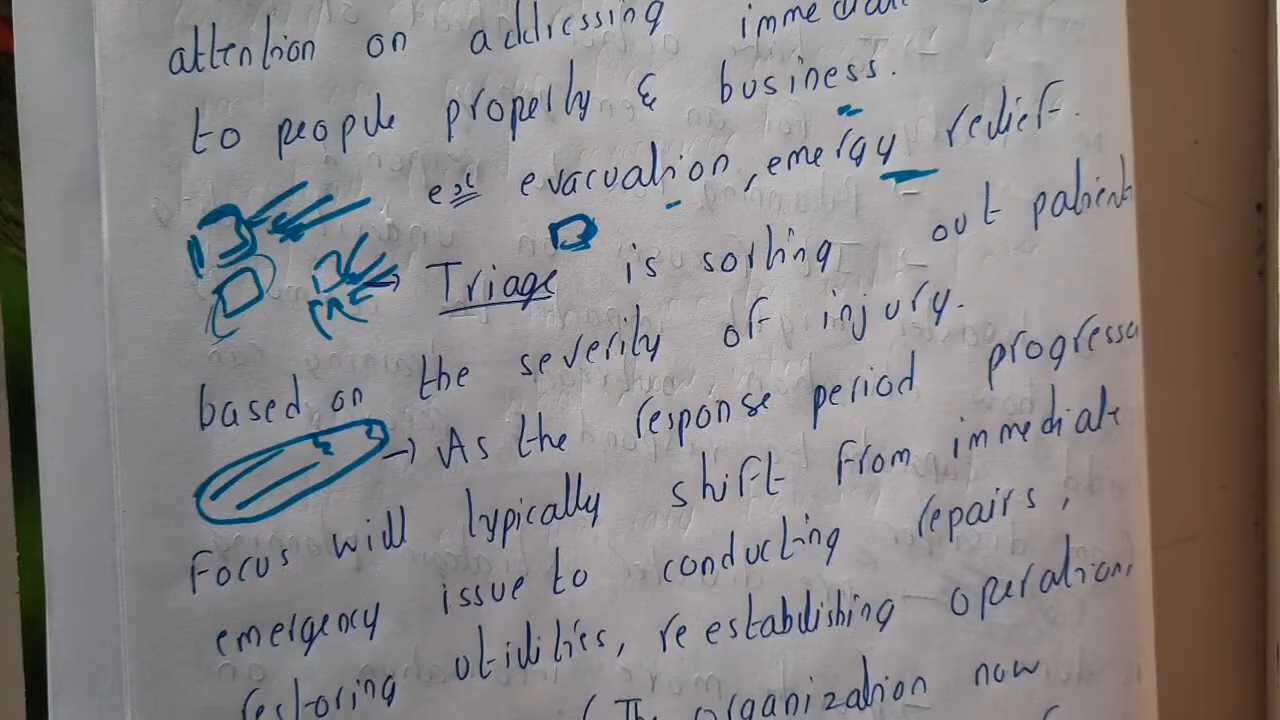 attention on addressing
to people property & business.
ex evacuation, emergy relief.
→ Triage is sorting out patient
based on the severity of injury.
→ As the response period progress
Focus will typically shift from immediate
emergency issue to conducting repairs,
restoring utilities, reestablishing operation
(The organization now